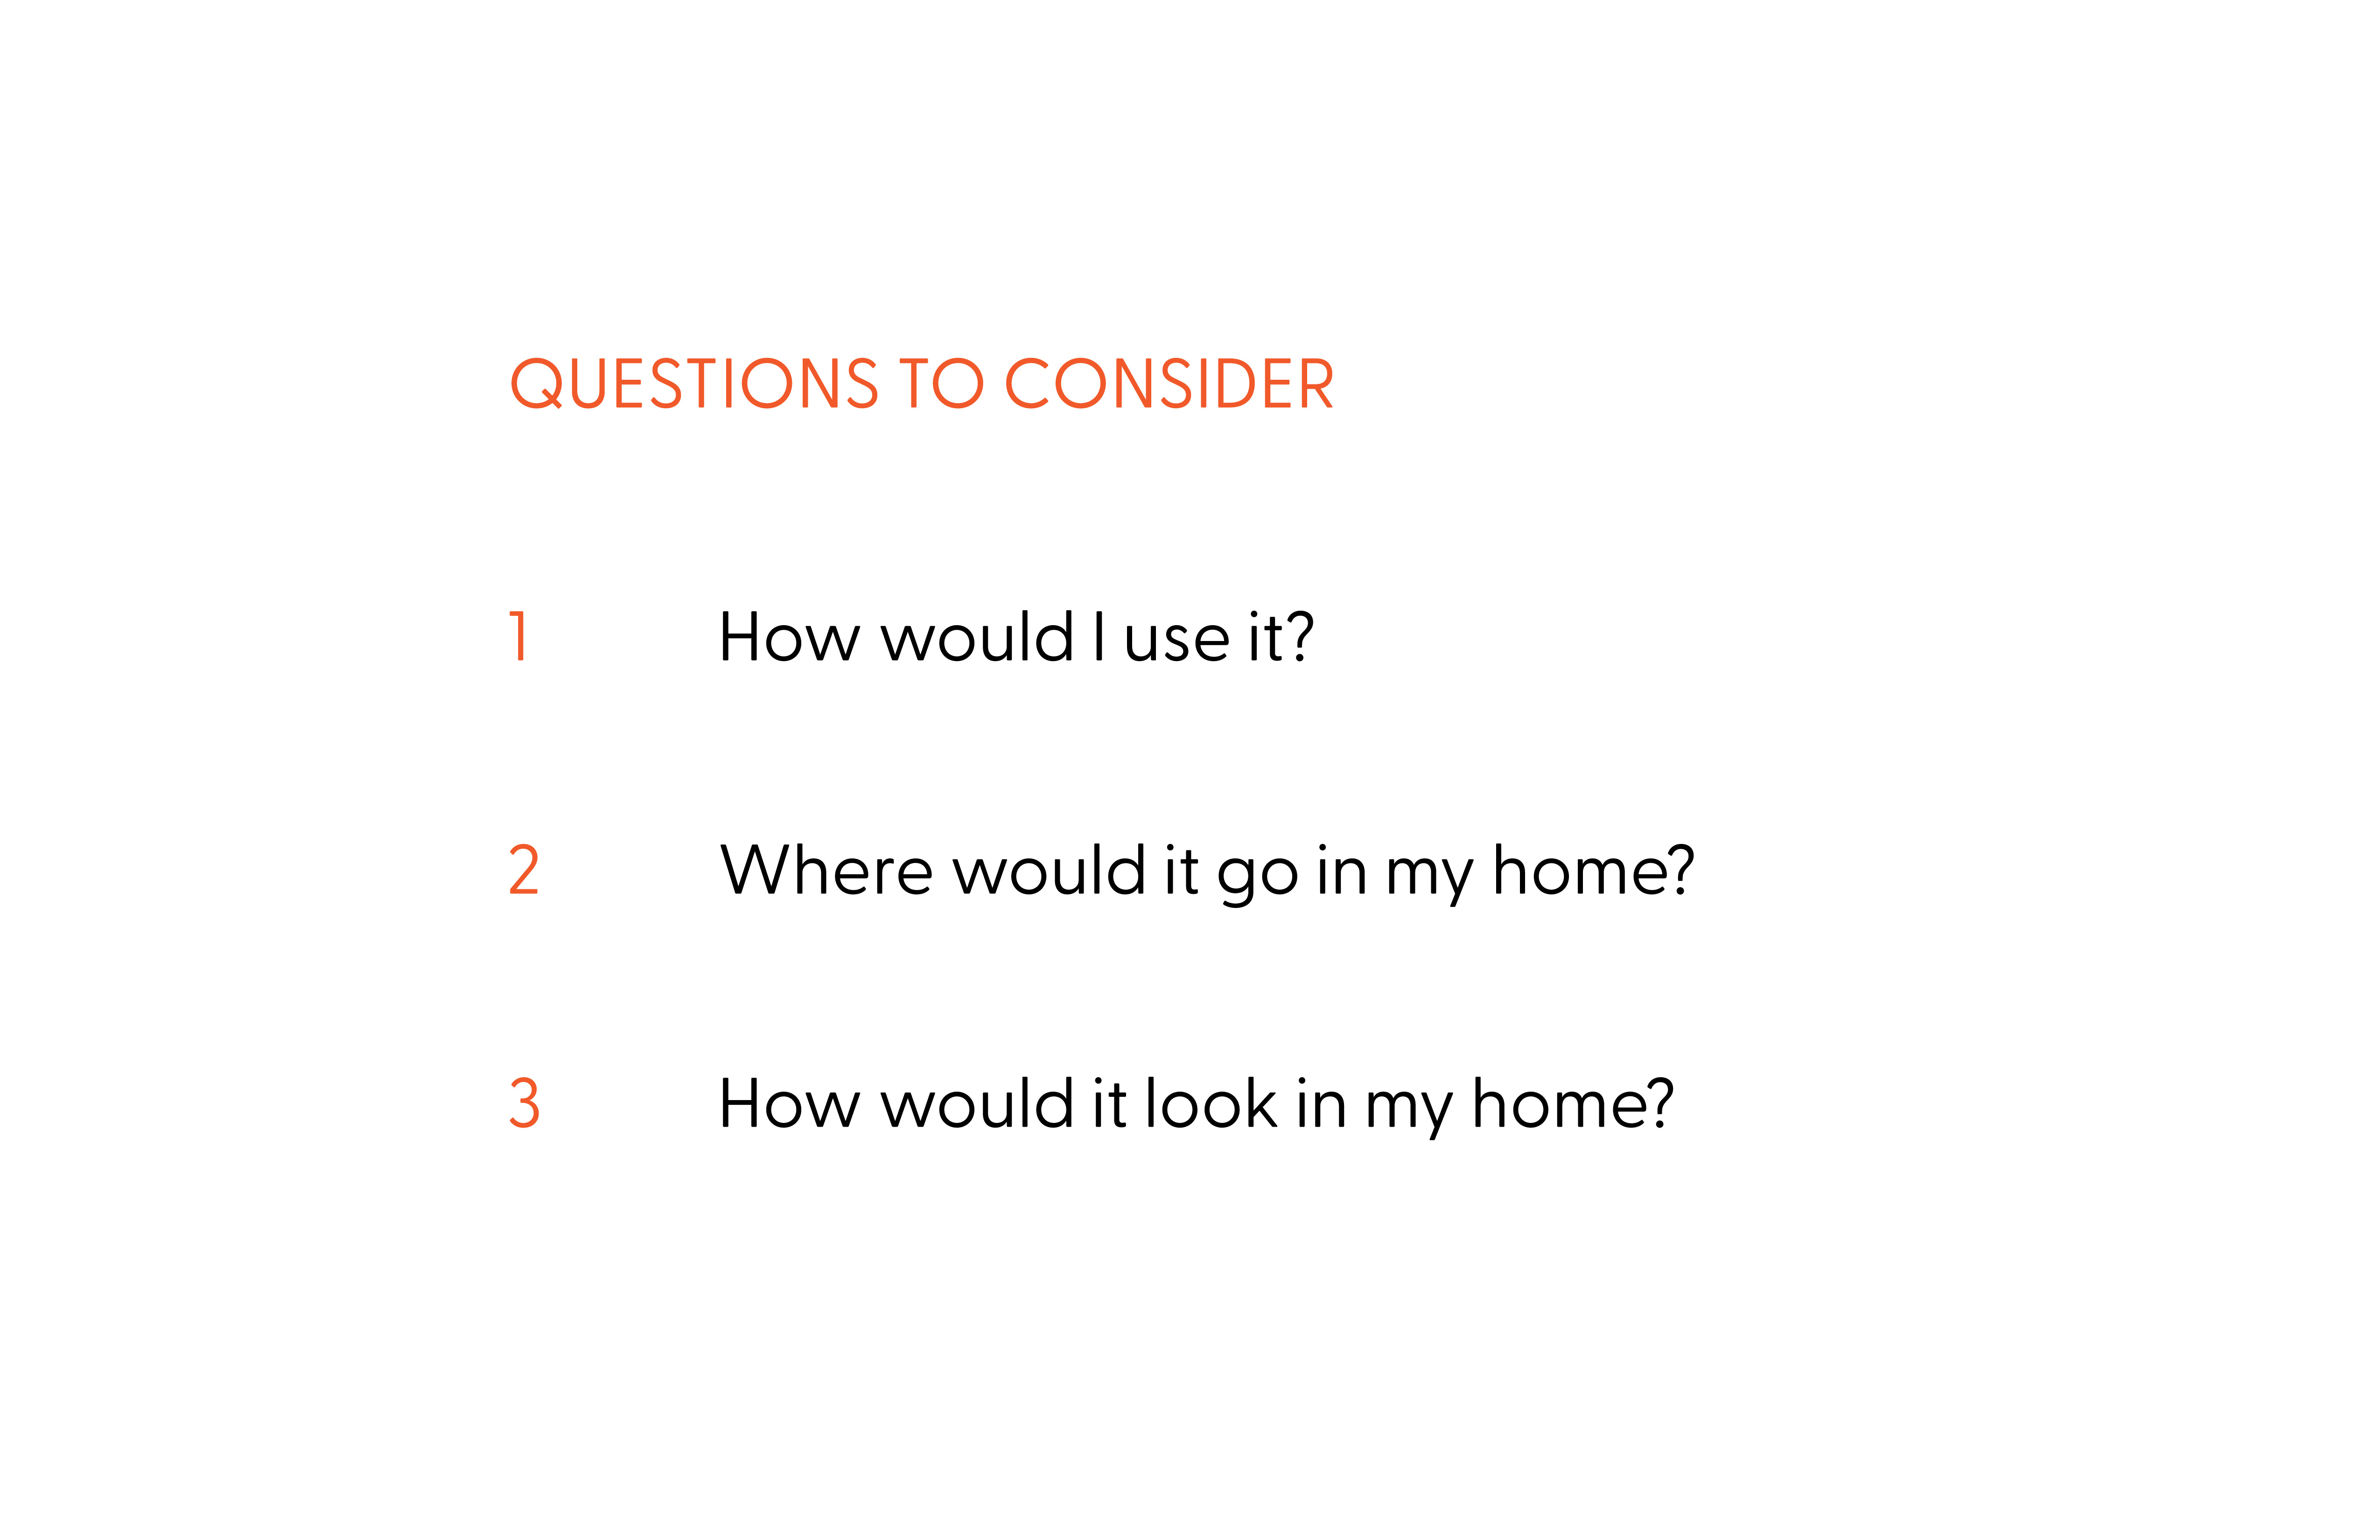 QUESTIONS TO CONSIDER
1 How would I use it?
2 Where would it go in my home?
3 How would it look in my home?